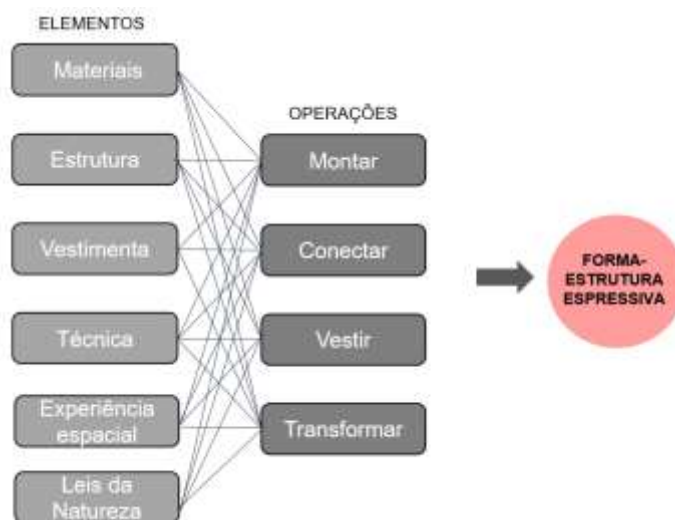 ELEMENTOS
Materiais
Estrutura
Vestimenta
Técnica
Experiência
espacial
Leis da
Natureza
OPERAÇÕES
Montar
Conectar
Vestir
Transformar
FORMA-
ESTRUTURA
ESPRESSIVA